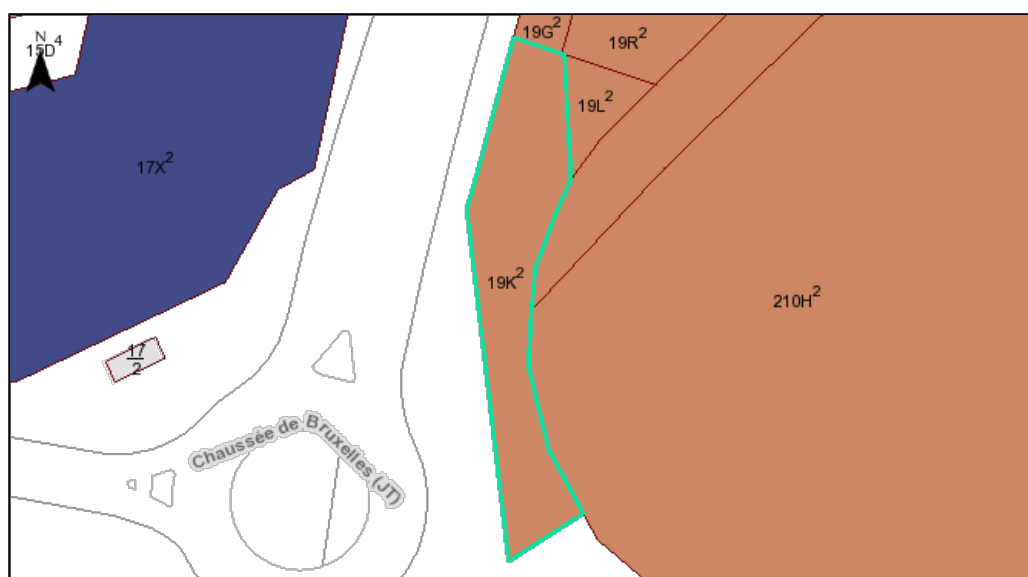 N
15D⁴
19G²
19R²
19L²
17X²
19K²
210H²
17
2
Chaussée de Bruxelles (JT)